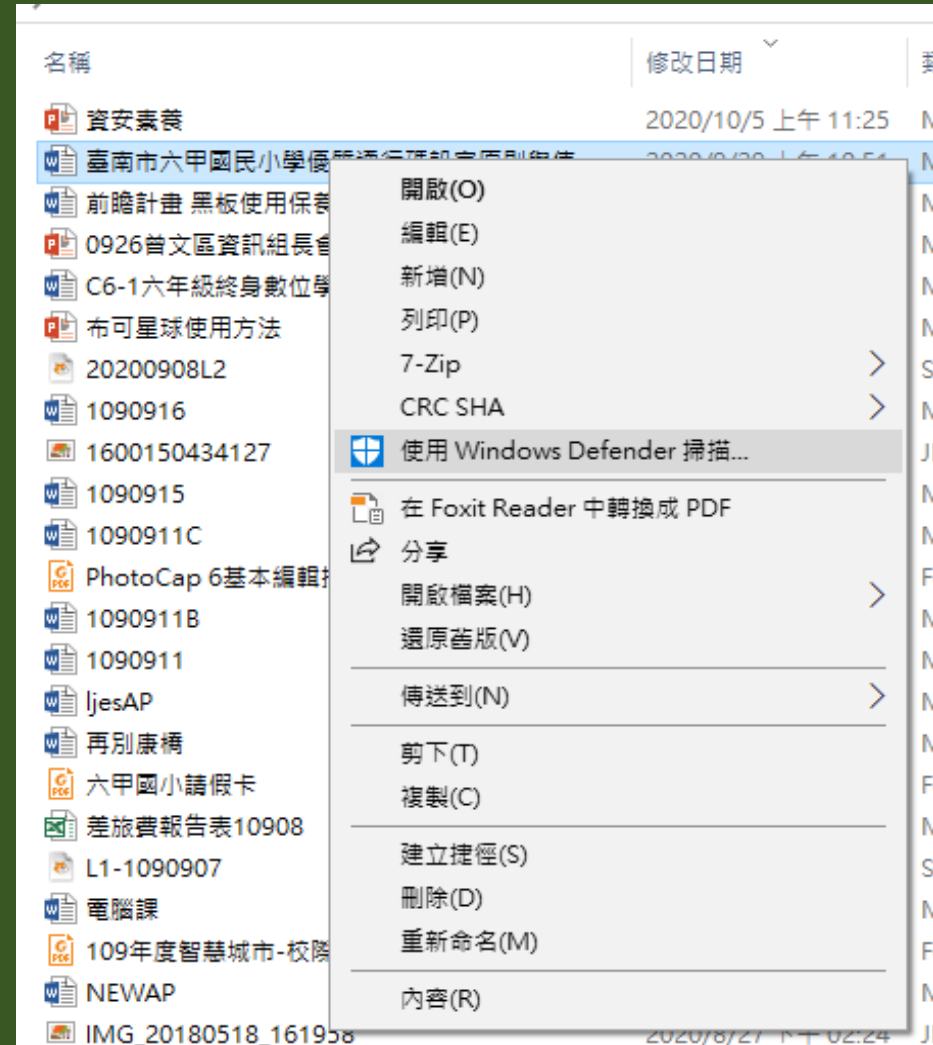 名稱 修改日期
資安素養 2020/10/5 上午 11:25
臺南市六甲國民小學優質通行碼設定原則與使
前瞻計畫 黑板使用保養
0926曾文區資訊組長會
C6-1六年級終身數位學
布可星球使用方法
20200908L2
1090916
1600150434127
1090915
1090911C
PhotoCap 6基本編輯
1090911B
1090911
ljesAP
再別康橋
六甲國小請假卡
差旅費報告表10908
L1-1090907
電腦課
109年度智慧城市-校際
NEWAP
IMG_20180518_161958 2020/8/27 下午 02:24
開啟(O)
編輯(E)
新增(N)
列印(P)
7-Zip
CRC SHA
使用 Windows Defender 掃描...
在 Foxit Reader 中轉換成 PDF
分享
開啟檔案(H)
還原舊版(V)
傳送到(N)
剪下(T)
複製(C)
建立捷徑(S)
刪除(D)
重新命名(M)
內容(R)